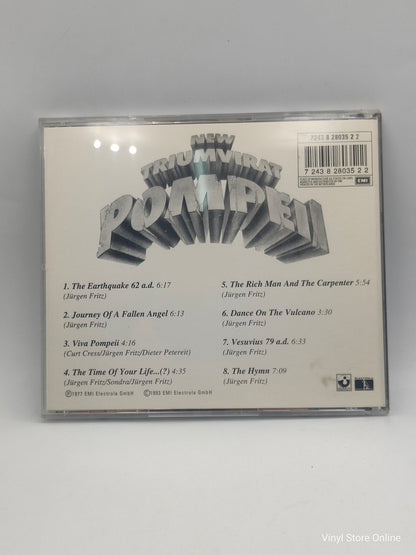 NEW
TRIUMVIRAT
POMPEII
7243 8 28035 2 2
7 243 8 28035 2 2
EMI
1. The Earthquake 62 a.d. 6:17
(Jürgen Fritz)
2. Journey Of A Fallen Angel 6:13
(Jürgen Fritz)
3. Viva Pompeii 4:16
(Curt Cress/Jürgen Fritz/Dieter Petereit)
4. The Time Of Your Life...(?) 4:35
(Jürgen Fritz/Sondra/Jürgen Fritz)
5. The Rich Man And The Carpenter 5:54
(Jürgen Fritz)
6. Dance On The Vulcano 3:30
(Jürgen Fritz)
7. Vesuvius 79 a.d. 6:33
(Jürgen Fritz)
8. The Hymn 7:09
(Jürgen Fritz)
Ⓟ1977 EMI Electrola GmbH ©1993 EMI Electrola GmbH
Vinyl Store Online